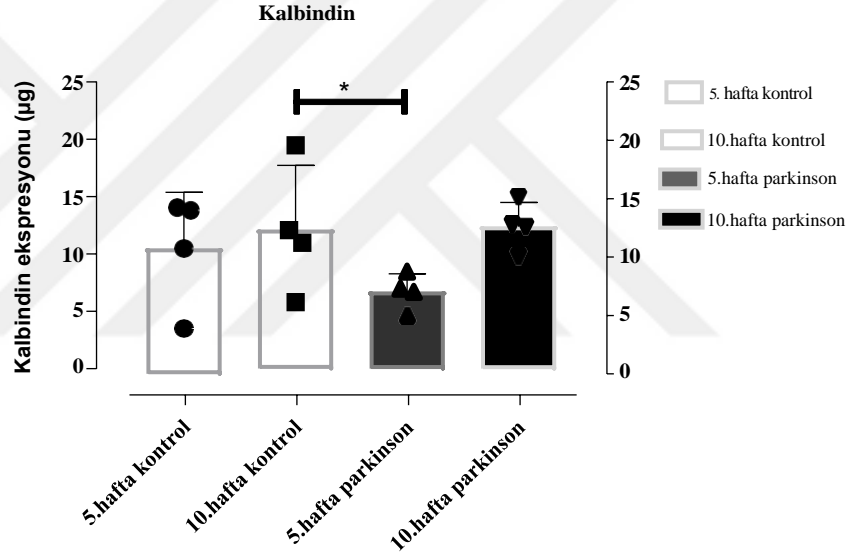 Kalbindin
Kalbindin ekspresyonu (µg)
25
20
15
10
5
0
*
25
20
15
10
5
0
5. hafta kontrol
10.hafta kontrol
5.hafta parkinson
10.hafta parkinson
5.hafta kontrol
10.hafta kontrol
5.hafta parkinson
10.hafta parkinson